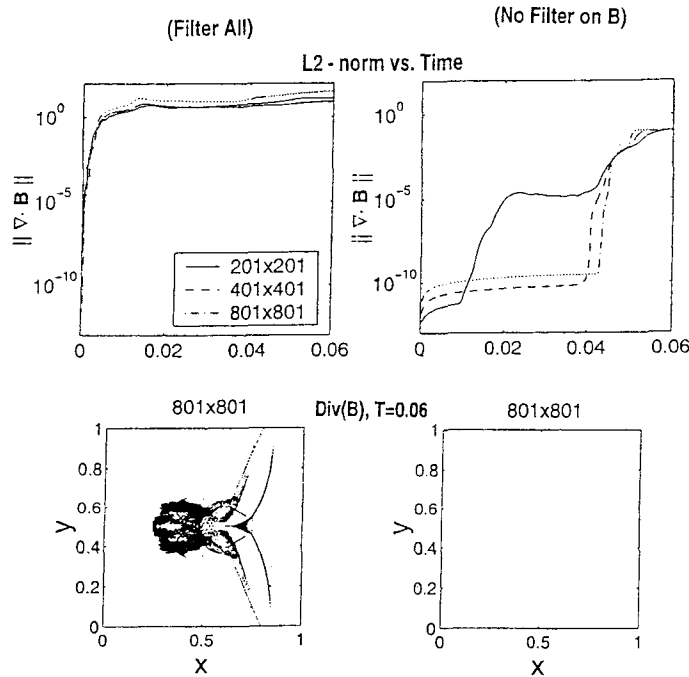 (Filter All)
(No Filter on B)
L2 - norm vs. Time
|| ∇· B ||
10^0
10^-5
10^-10
201x201
401x401
801x801
0 0.02 0.04 0.06
|| ∇· B ||
10^0
10^-5
10^-10
0 0.02 0.04 0.06
801x801
Div(B), T=0.06
801x801
y
1
0.8
0.6
0.4
0.2
0
0 0.5 1
x
y
1
0.8
0.6
0.4
0.2
0
0 0.5 1
x